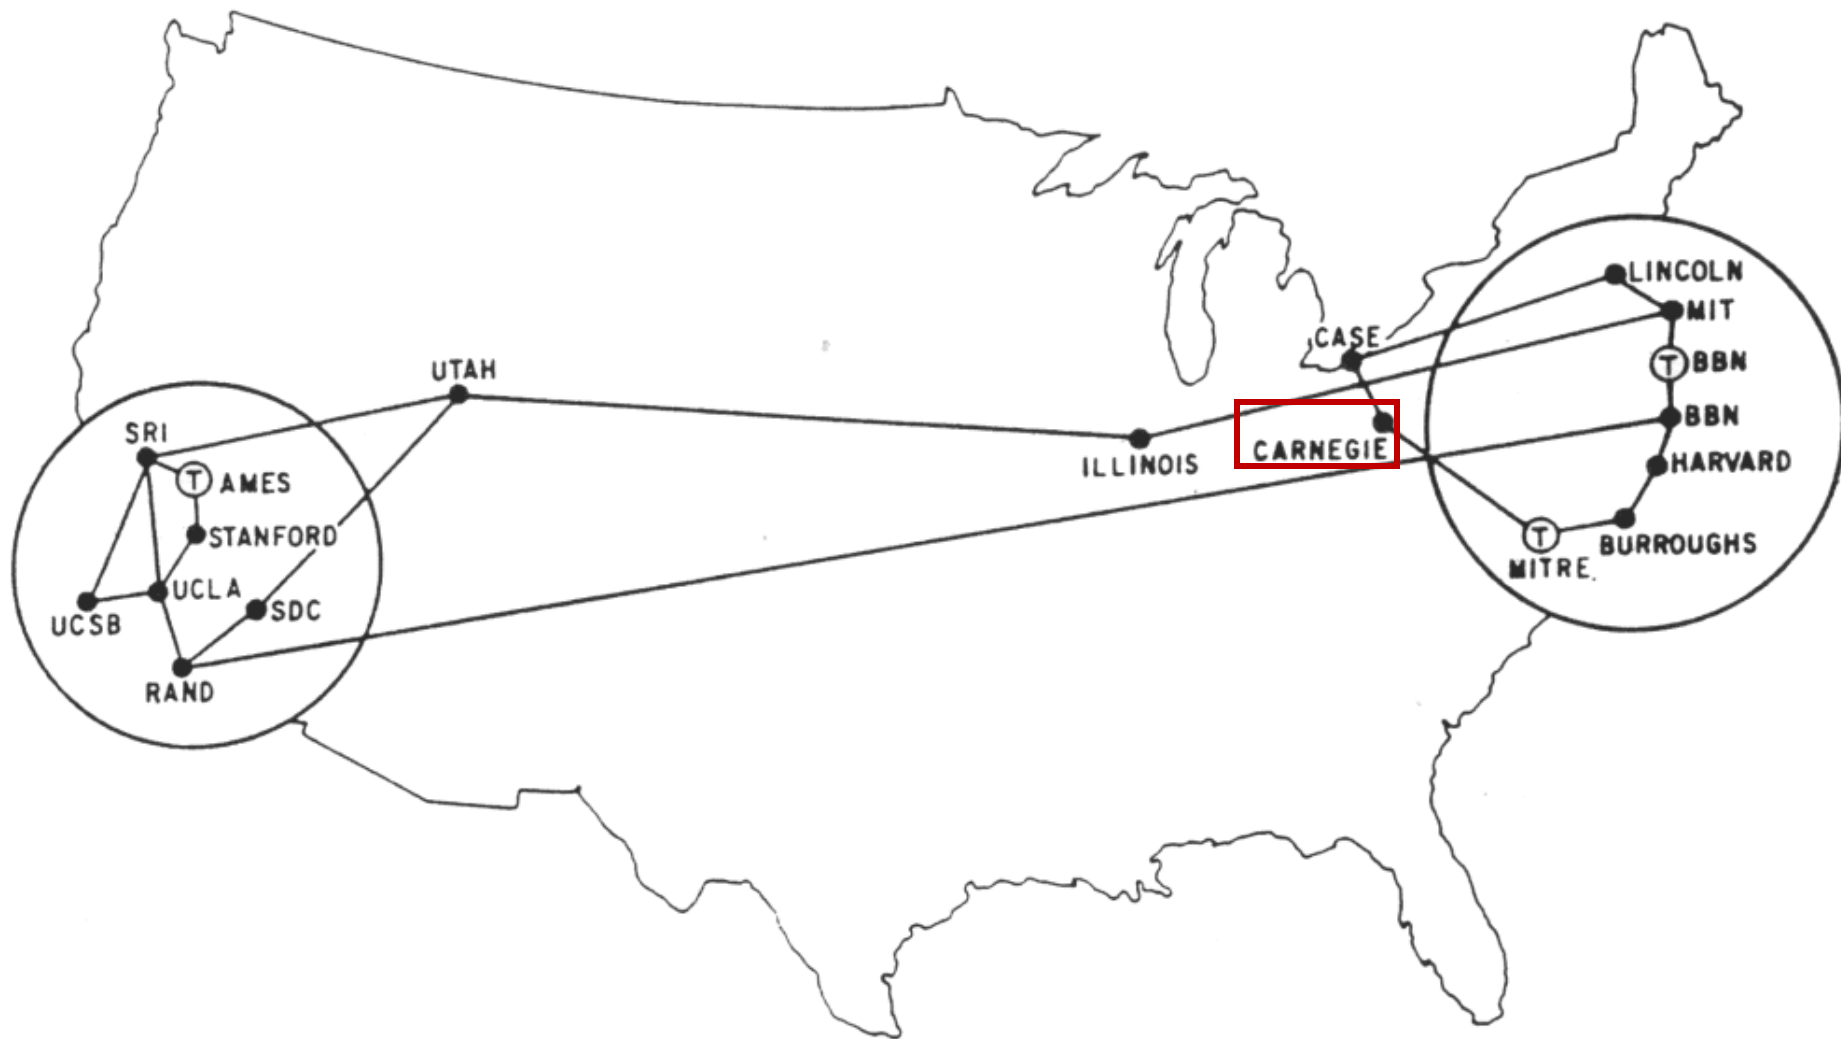 LINCOLN
MIT
CASE
T BBN
UTAH
BBN
SRI
CARNEGIE
HARVARD
ILLINOIS
T AMES
STANFORD
T
BURROUGHS
MITRE
UCLA
SDC
UCSB
RAND